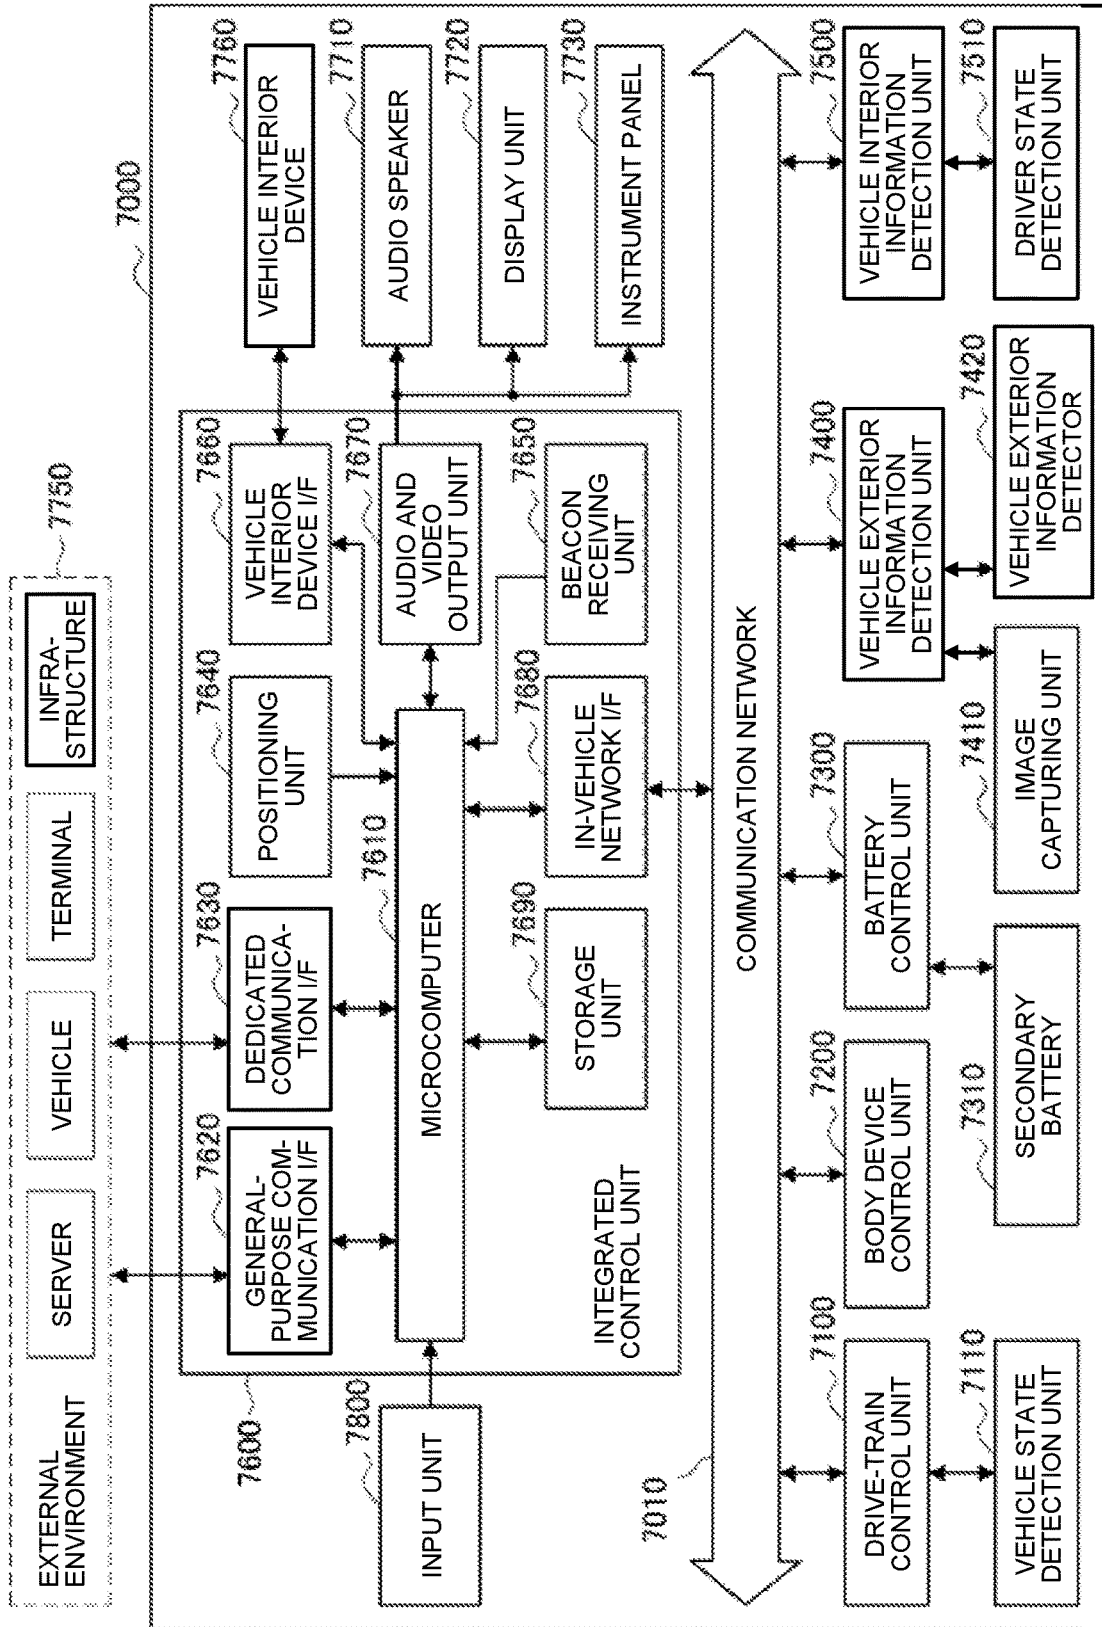 EXTERNAL
ENVIRONMENT
SERVER
VEHICLE
TERMINAL
INFRA-
STRUCTURE
7750
7000
7600
7620
GENERAL-
PURPOSE COM-
MUNICATION I/F
7630
DEDICATED
COMMUNICA-
TION I/F
7640
POSITIONING
UNIT
7660
VEHICLE
INTERIOR
DEVICE I/F
7760
VEHICLE INTERIOR
DEVICE
7800
INPUT UNIT
7610
MICROCOMPUTER
7670
AUDIO AND
VIDEO
OUTPUT UNIT
7710
AUDIO SPEAKER
7720
DISPLAY UNIT
7730
INSTRUMENT PANEL
INTEGRATED
CONTROL UNIT
7690
STORAGE
UNIT
7680
IN-VEHICLE
NETWORK I/F
7650
BEACON
RECEIVING
UNIT
7010
COMMUNICATION NETWORK
7100
DRIVE-TRAIN
CONTROL UNIT
7200
BODY DEVICE
CONTROL UNIT
7300
BATTERY
CONTROL UNIT
7400
VEHICLE EXTERIOR
INFORMATION
DETECTION UNIT
7500
VEHICLE INTERIOR
INFORMATION
DETECTION UNIT
7110
VEHICLE STATE
DETECTION UNIT
7310
SECONDARY
BATTERY
7410
IMAGE
CAPTURING UNIT
7420
VEHICLE EXTERIOR
INFORMATION
DETECTOR
7510
DRIVER STATE
DETECTION UNIT